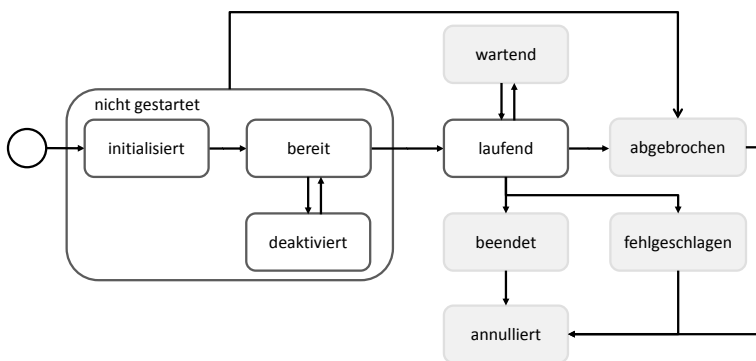 wartend
nicht gestartet
initialisiert
bereit
laufend
abgebrochen
deaktiviert
beendet
fehlgeschlagen
annulliert